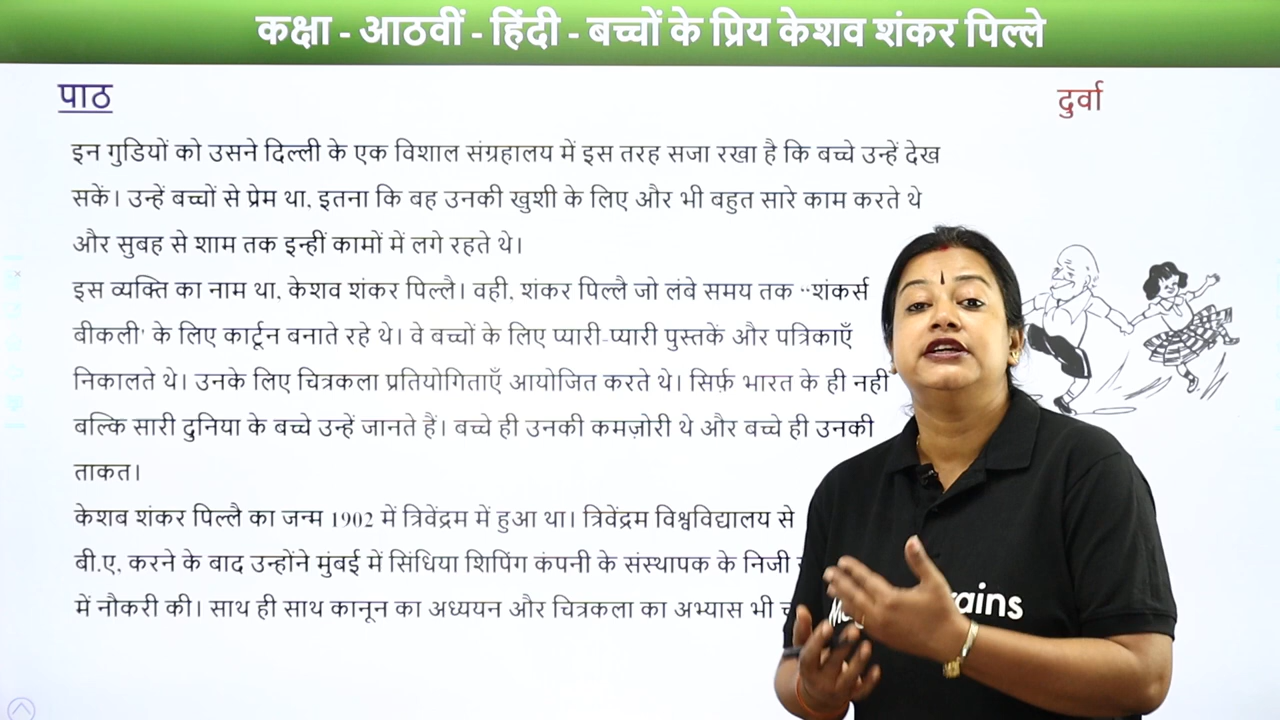 कक्षा - आठवीं - हिंदी - बच्चों के प्रिय केशव शंकर पिल्ले
पाठ
दुर्वा
इन गुडियों को उसने दिल्ली के एक विशाल संग्रहालय में इस तरह सजा रखा है कि बच्चे उन्हें देख
सकें। उन्हें बच्चों से प्रेम था, इतना कि बह उनकी खुशी के लिए और भी बहुत सारे काम करते थे
और सुबह से शाम तक इन्हीं कामों में लगे रहते थे।
इस व्यक्ति का नाम था, केशव शंकर पिल्लै। वही, शंकर पिल्लै जो लंबे समय तक “शंकर्स
बीकली' के लिए कार्टून बनाते रहे थे। वे बच्चों के लिए प्यारी-प्यारी पुस्तकें और पत्रिकाएँ
निकालते थे। उनके लिए चित्रकला प्रतियोगिताएँ आयोजित करते थे। सिर्फ़ भारत के ही नहीं
बल्कि सारी दुनिया के बच्चे उन्हें जानते हैं। बच्चे ही उनकी कमज़ोरी थे और बच्चे ही उनकी
ताकत।
केशब शंकर पिल्लै का जन्म 1902 में त्रिवेंद्रम में हुआ था। त्रिवेंद्रम विश्वविद्यालय से
बी.ए. करने के बाद उन्होंने मुंबई में सिंधिया शिपिंग कंपनी के संस्थापक के निजी
में नौकरी की। साथ ही साथ कानून का अध्ययन और चित्रकला का अभ्यास भी